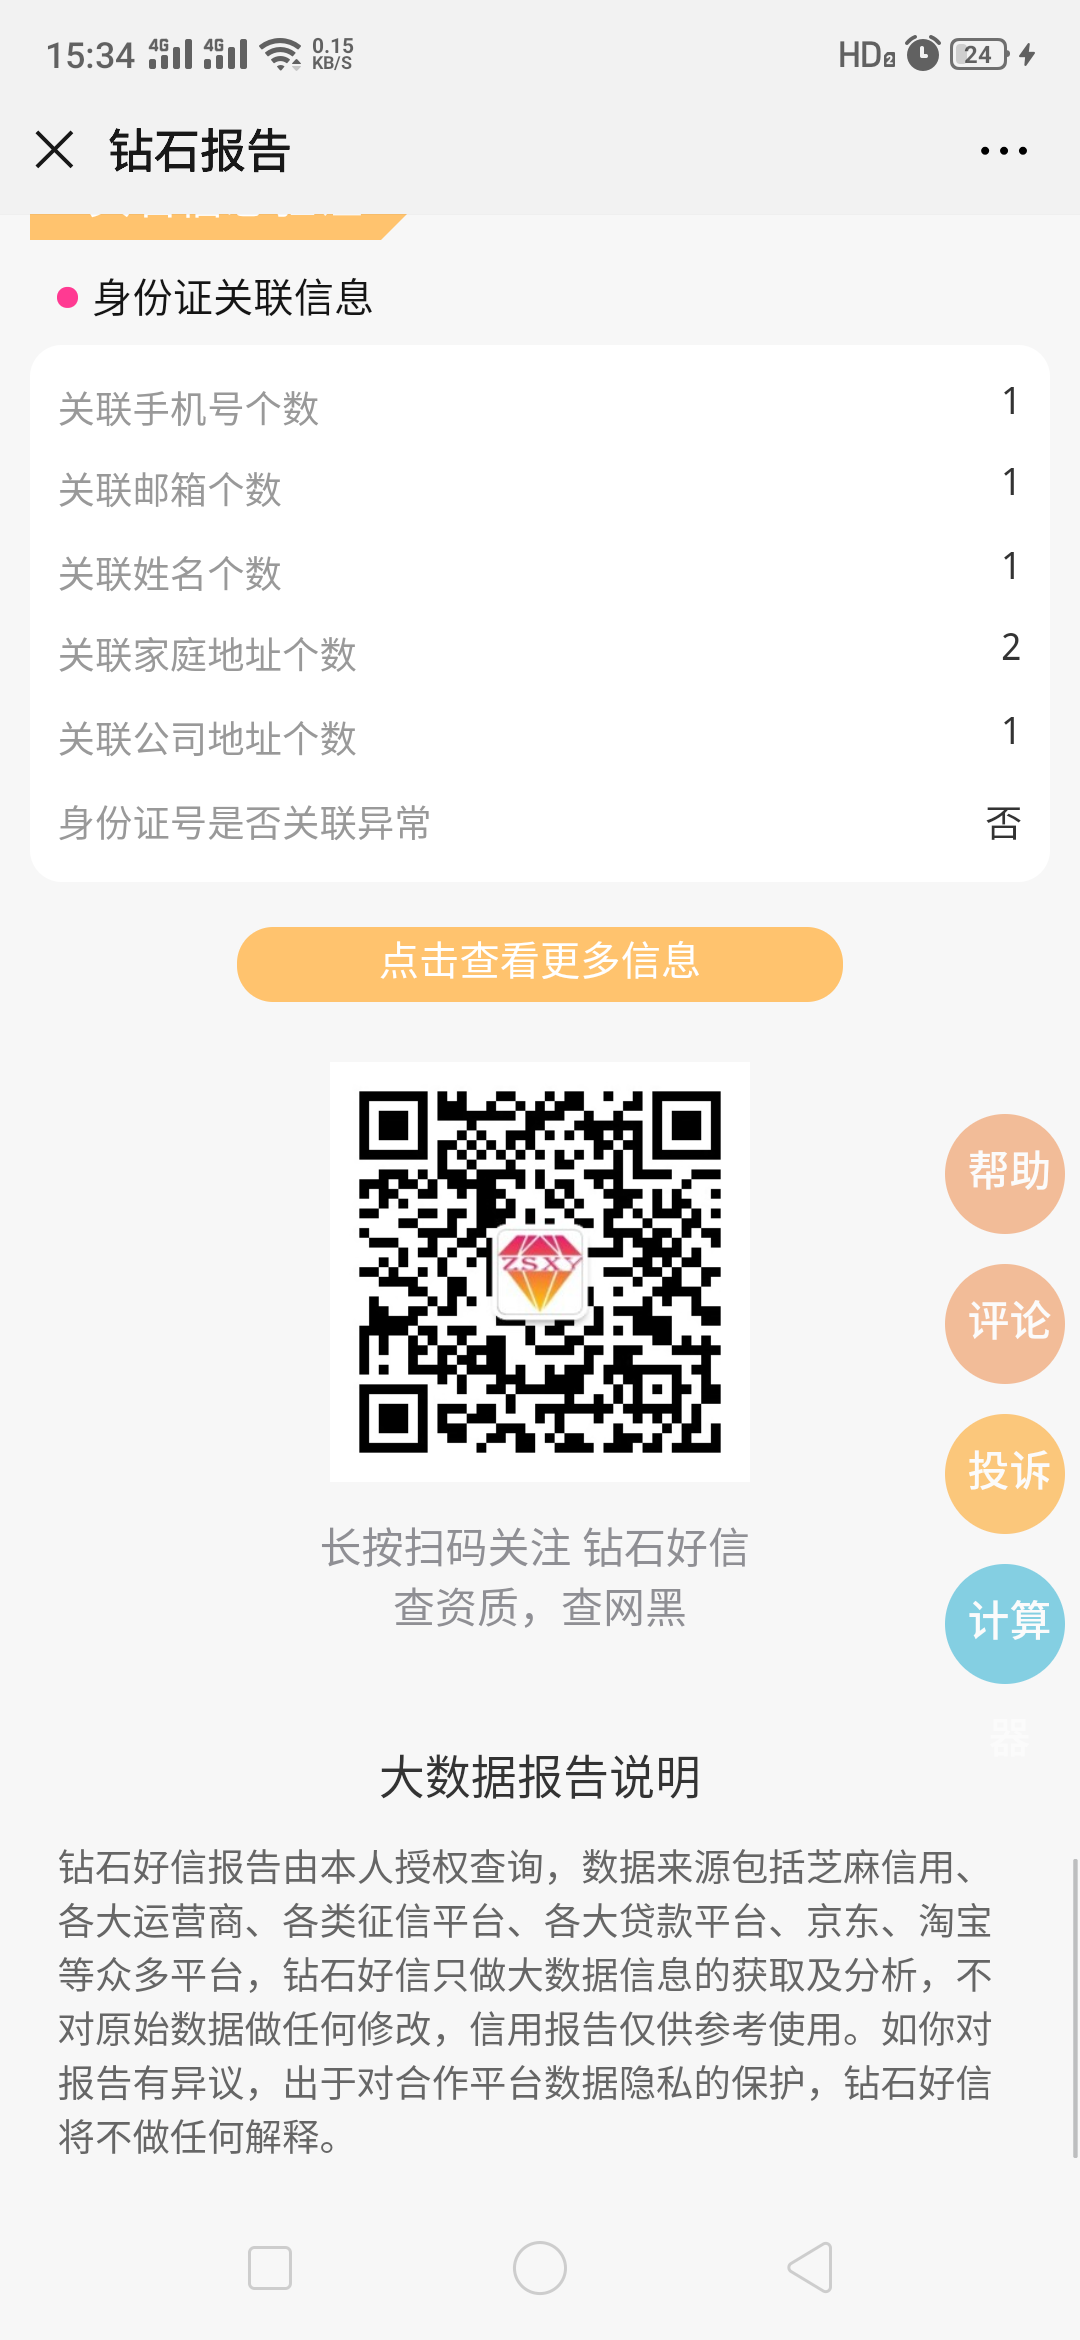 15:34 4G 4G 0.15 KB/S HD2 24
钻石报告
身份证关联信息
关联手机号个数 1
关联邮箱个数 1
关联姓名个数 1
关联家庭地址个数 2
关联公司地址个数 1
身份证号是否关联异常 否
点击查看更多信息
ZSXY
帮助
评论
投诉
计算
器
长按扫码关注 钻石好信
查资质，查网黑
大数据报告说明
钻石好信报告由本人授权查询，数据来源包括芝麻信用、
各大运营商、各类征信平台、各大贷款平台、京东、淘宝
等众多平台，钻石好信只做大数据信息的获取及分析，不
对原始数据做任何修改，信用报告仅供参考使用。如你对
报告有异议，出于对合作平台数据隐私的保护，钻石好信
将不做任何解释。